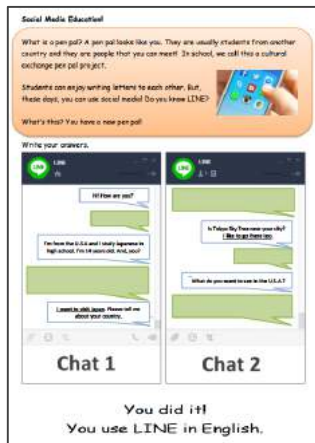 Social Media Education!
What is a pen pal? A pen pal looks like you. They are usually students from another
country and they are people that you can meet! In school, we call this a cultural
exchange pen pal project.
Students can enjoy writing letters to each other. But,
these days, you can use social media! Do you know LINE?
What's this? You have a new pen pal!
Write your answers.
LINE
LINE
Hi! How are you?
I'm from the U.S.A and I study Japanese in
high school. I'm 14 years old. And, you?
I want to visit Japan. Please tell me
about your country.
Chat 1
LINE
LINE
Is Tokyo Sky Tree near your city?
I like to go there too.
What do you want to see in the U.S.A?
Chat 2
You did it!
You use LINE in English.